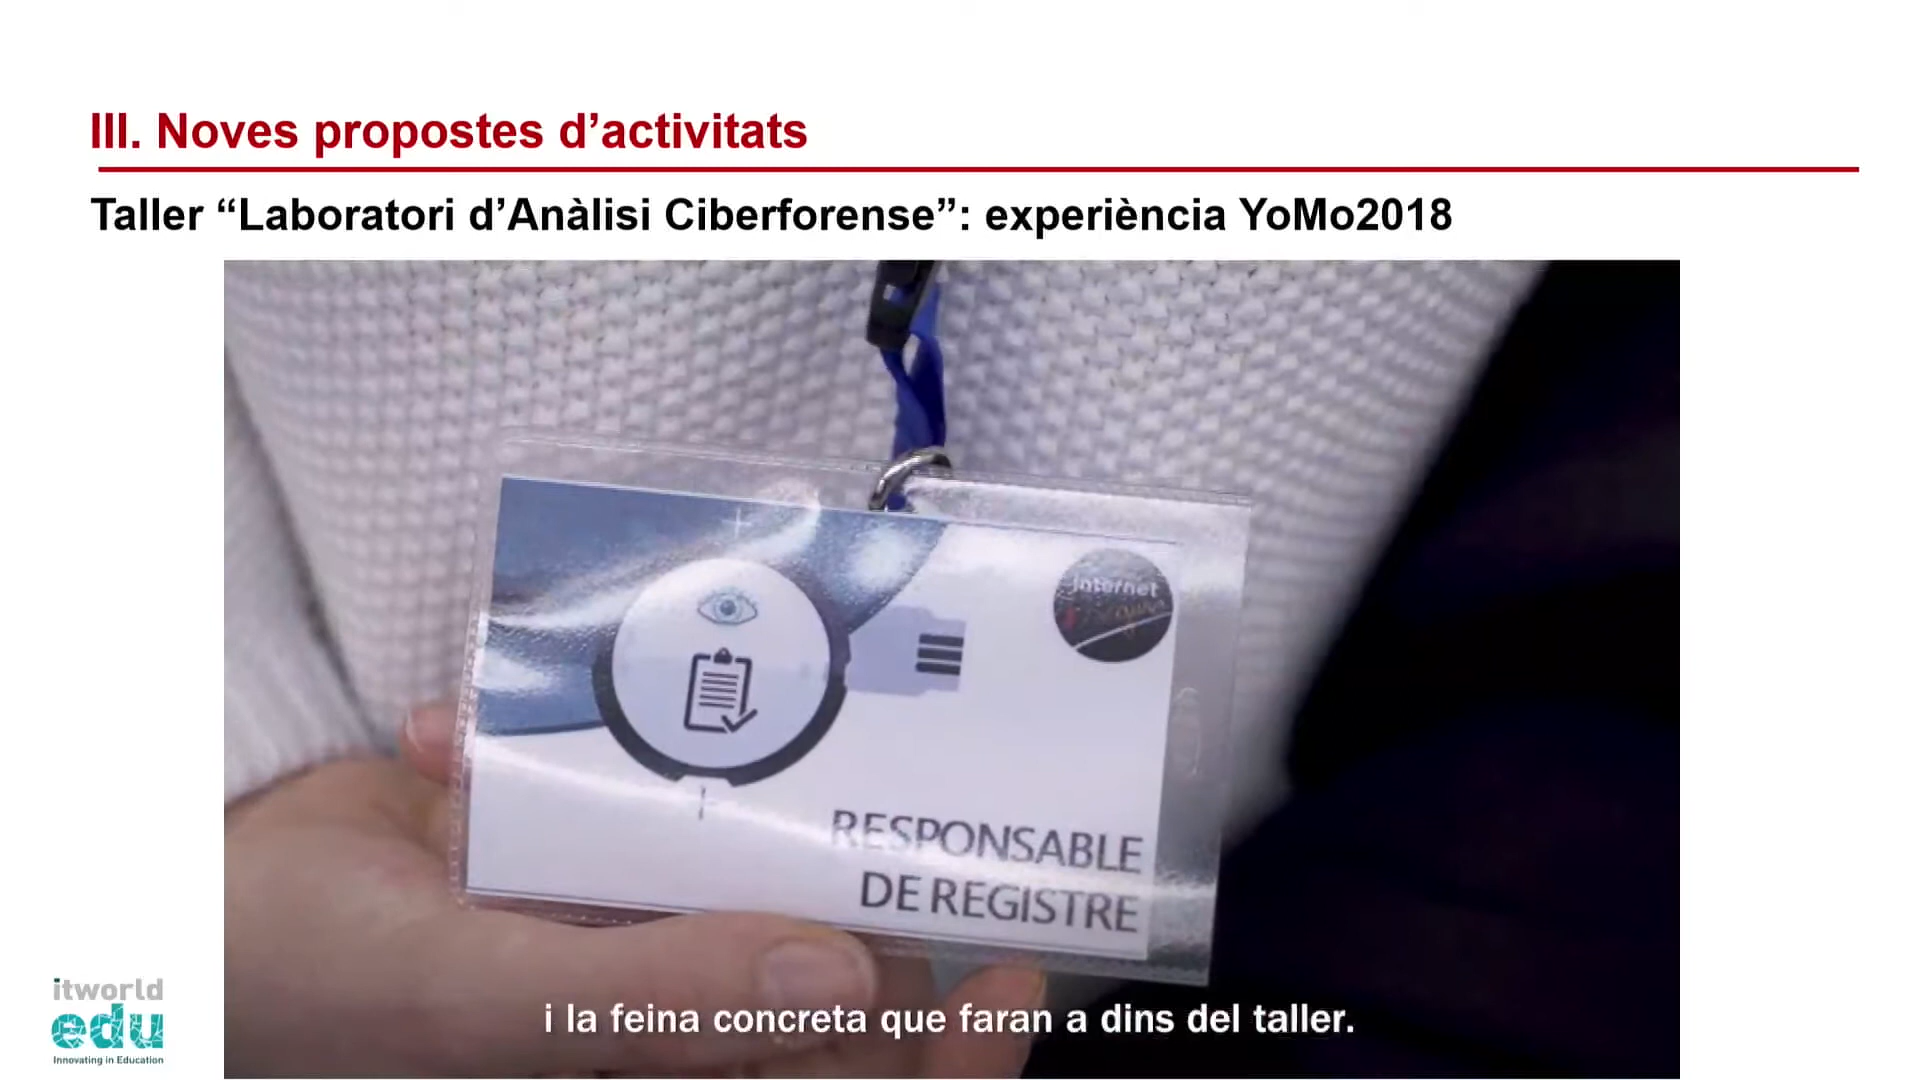 III. Noves propostes d’activitats
Taller “Laboratori d’Anàlisi Ciberforense”: experiència YoMo2018
internet
RESPONSABLE
DE REGISTRE
i la feina concreta que faran a dins del taller.
itworld
edu
Innovating in Education